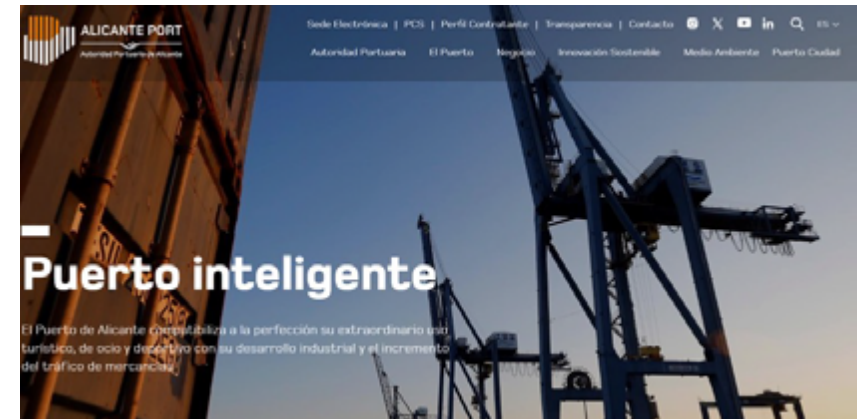 ALICANTE PORT
Autoridad Portuaria de Alicante
Sede Electrónica | PCS | Perfil Contratante | Transparencia | Contacto
ES
Autoridad Portuaria El Puerto Negocio Innovación Sostenible Medio Ambiente Puerto Ciudad
Puerto inteligente
El Puerto de Alicante compatibiliza a la perfección su extraordinario uso
turístico, de ocio y deportivo con su desarrollo industrial y el incremento
del tráfico de mercancías.